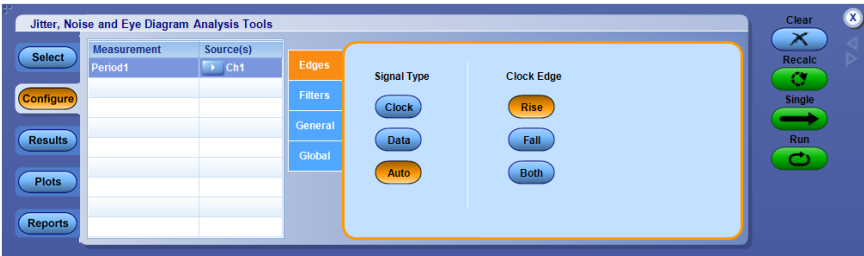 Jitter, Noise and Eye Diagram Analysis Tools
Clear
X
Select
Measurement Source(s)
Period1 Ch1
Edges
Filters
General
Global
Signal Type
Clock
Data
Auto
Clock Edge
Rise
Fall
Both
Configure
Results
Plots
Reports
Recalc
Single
Run